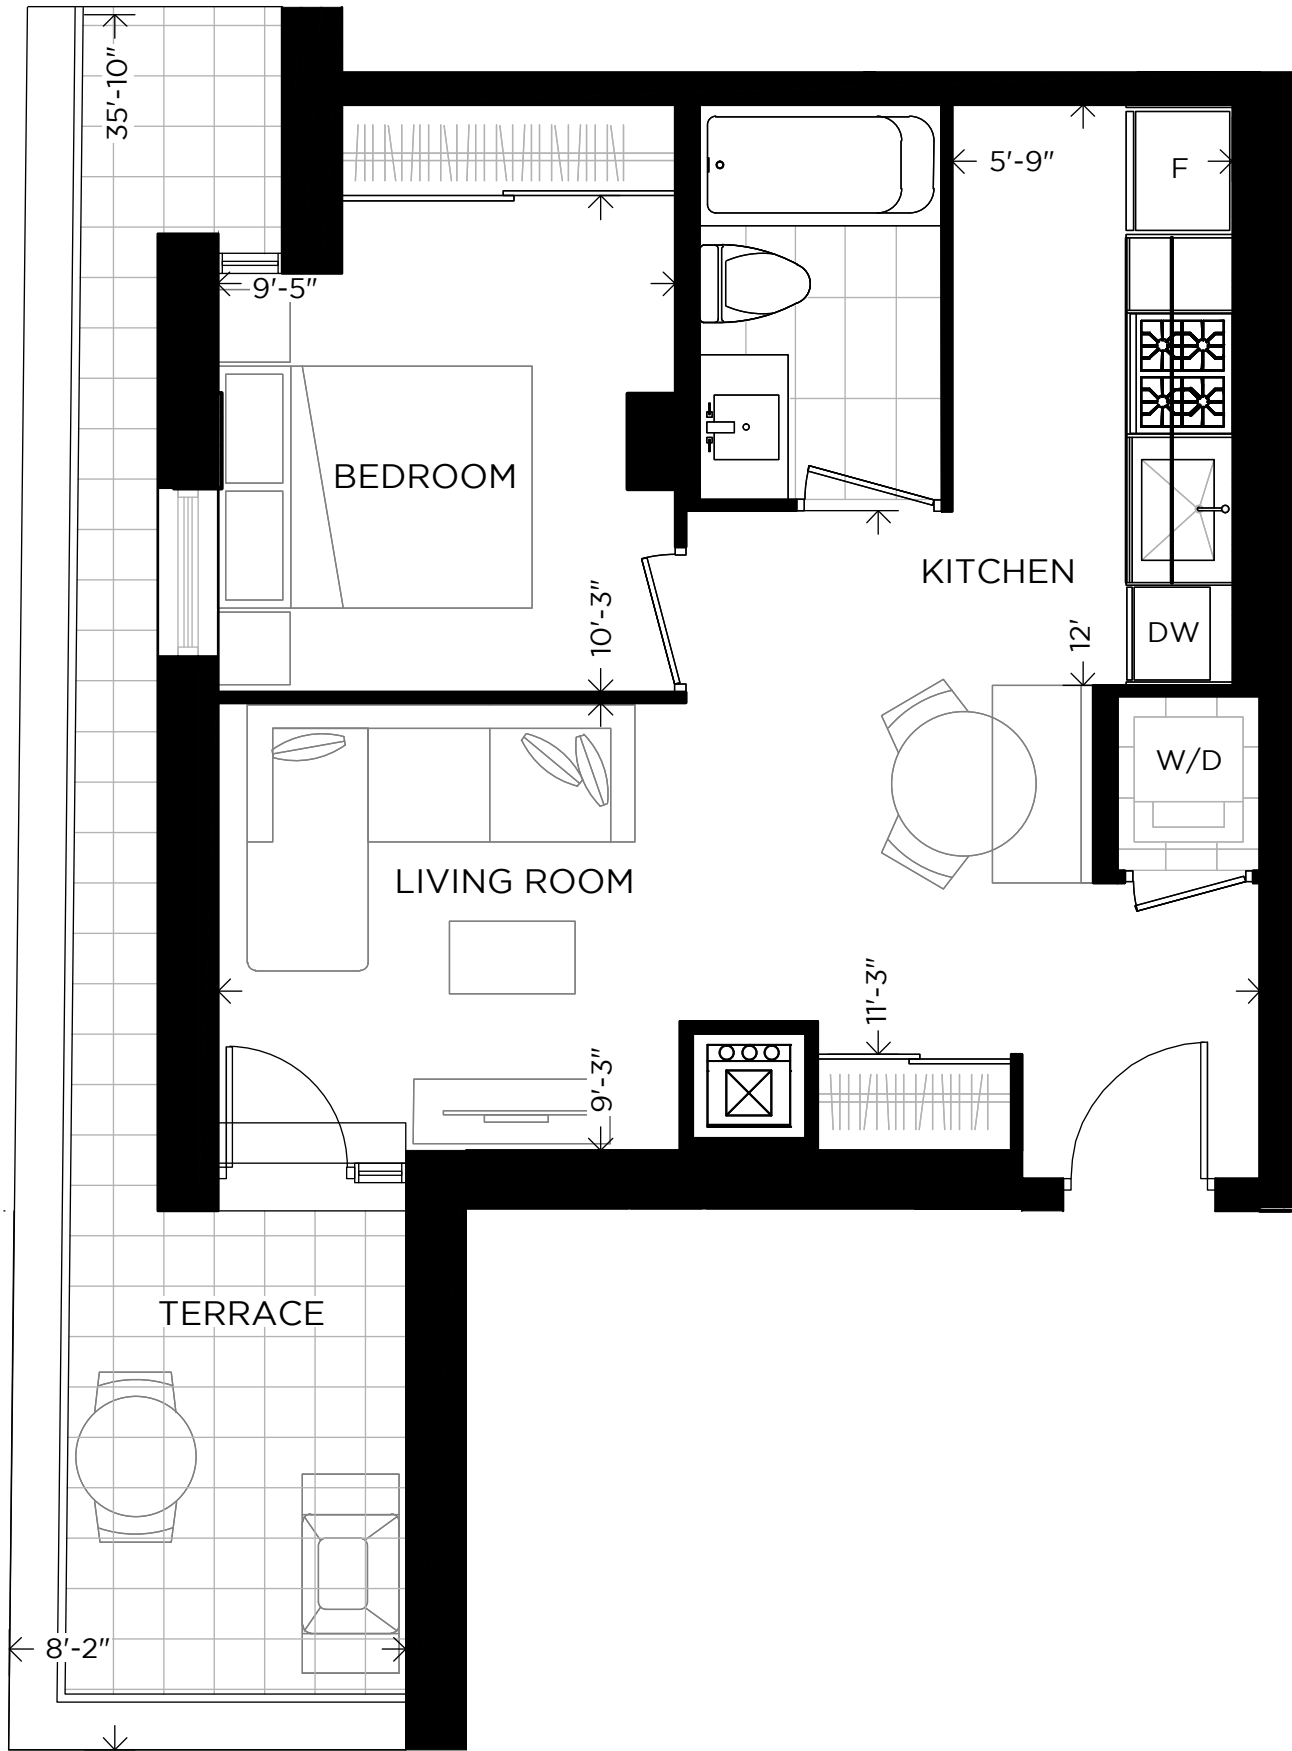 35'-10"
5'-9"
F
9'-5"
BEDROOM
KITCHEN
10'-3"
12'
DW
W/D
LIVING ROOM
11'-3"
9'-3"
TERRACE
8'-2"